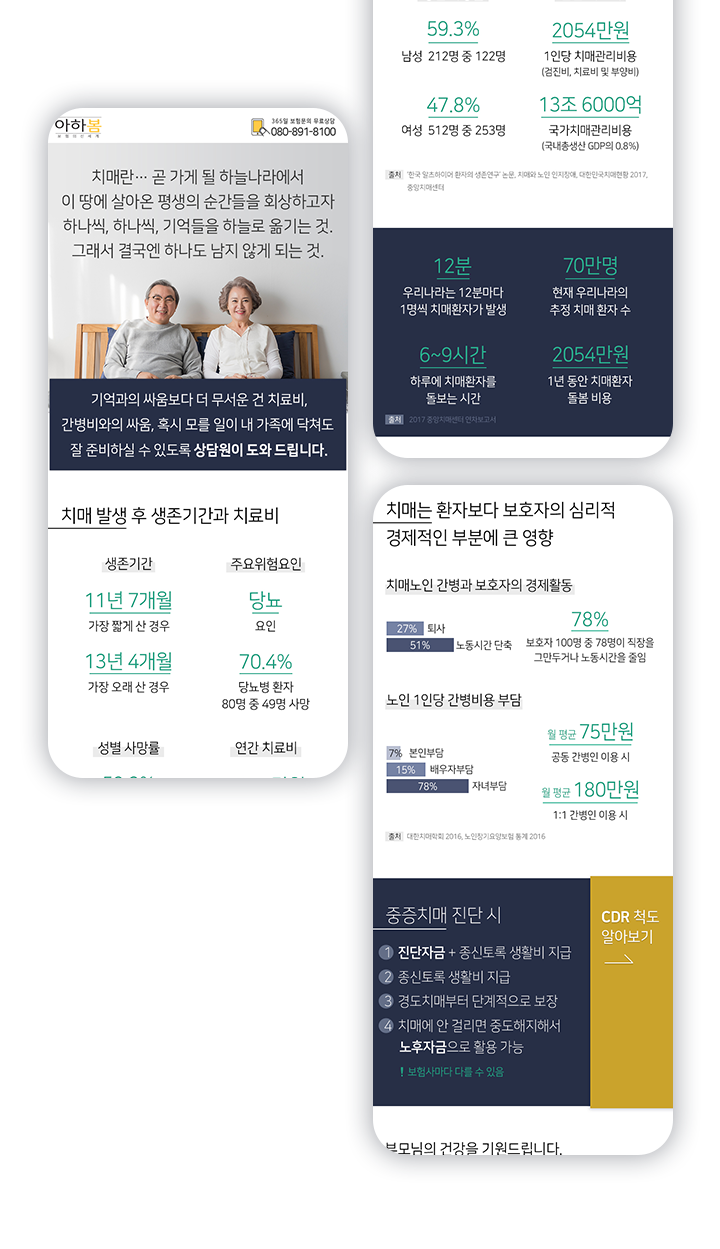 아하봄
보험의신세계
365일 보험문의 무료상담
080-891-8100
치매란… 곧 가게 될 하늘나라에서
이 땅에 살아온 평생의 순간들을 회상하고자
하나씩, 하나씩, 기억들을 하늘로 옮기는 것.
그래서 결국엔 하나도 남지 않게 되는 것.
기억과의 싸움보다 더 무서운 건 치료비,
간병비와의 싸움, 혹시 모를 일이 내 가족에 닥쳐도
잘 준비하실 수 있도록 상담원이 도와 드립니다.
치매 발생 후 생존기간과 치료비
생존기간
11년 7개월
가장 짧게 산 경우
13년 4개월
가장 오래 산 경우
주요위험요인
당뇨
요인
70.4%
당뇨병 환자
80명 중 49명 사망
성별 사망률
연간 치료비
59.3%
남성 212명 중 122명
2054만원
1인당 치매관리비용
(검진비, 치료비 및 부양비)
47.8%
여성 512명 중 253명
13조 6000억
국가치매관리비용
(국내총생산 GDP의 0.8%)
출처 '한국 알츠하이머 환자의 생존연구' 논문, 치매와 노인 인지장애, 대한민국치매현황 2017,
중앙치매센터
12분
우리나라는 12분마다
1명씩 치매환자가 발생
70만명
현재 우리나라의
추정 치매 환자 수
6~9시간
하루에 치매환자를
돌보는 시간
2054만원
1년 동안 치매환자
돌봄 비용
출처 2017 중앙치매센터 연차보고서
치매는 환자보다 보호자의 심리적
경제적인 부분에 큰 영향
치매노인 간병과 보호자의 경제활동
27% 퇴사
51% 노동시간 단축
78%
보호자 100명 중 78명이 직장을
그만두거나 노동시간을 줄임
노인 1인당 간병비용 부담
7% 본인부담
15% 배우자부담
78% 자녀부담
월 평균 75만원
공동 간병인 이용 시
월 평균 180만원
1:1 간병인 이용 시
출처 대한치매학회 2016, 노인장기요양보험 통계 2016
중증치매 진단 시
1 진단자금 + 종신토록 생활비 지급
2 종신토록 생활비 지급
3 경도치매부터 단계적으로 보장
4 치매에 안 걸리면 중도해지해서
노후자금으로 활용 가능
! 보험사마다 다를 수 있음
CDR 척도
알아보기
부모님의 건강을 기원드립니다.